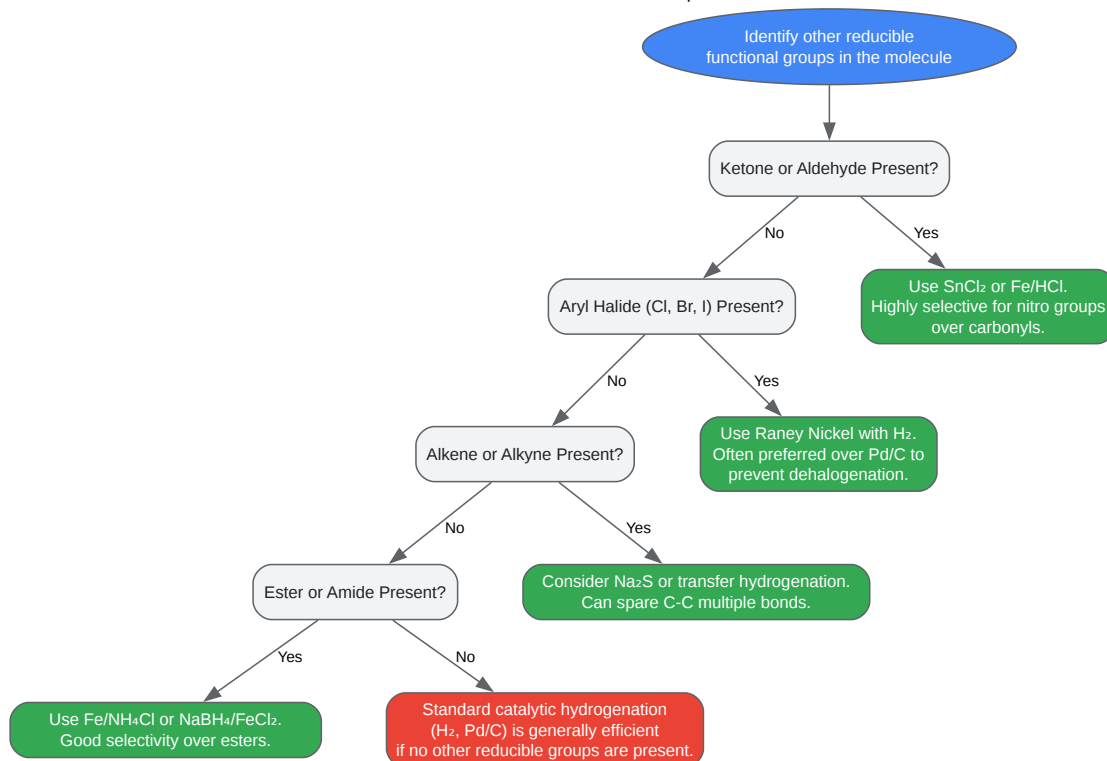 Identify other reducible
functional groups in the molecule
Ketone or Aldehyde Present?
No
Yes
Use SnCl₂ or Fe/HCl.
Highly selective for nitro groups
over carbonyls.
Aryl Halide (Cl, Br, I) Present?
No
Yes
Use Raney Nickel with H₂.
Often preferred over Pd/C to
prevent dehalogenation.
Alkene or Alkyne Present?
No
Yes
Consider Na₂S or transfer hydrogenation.
Can spare C-C multiple bonds.
Ester or Amide Present?
Yes
No
Use Fe/NH₄Cl or NaBH₄/FeCl₂.
Good selectivity over esters.
Standard catalytic hydrogenation
(H₂, Pd/C) is generally efficient
if no other reducible groups are present.